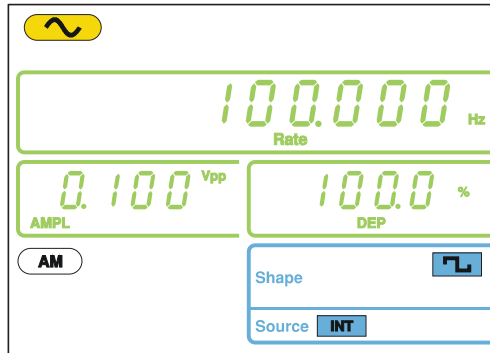 100.000 Hz
Rate
0.100 Vpp
AMPL
100.0 %
DEP
AM
Shape
Source INT